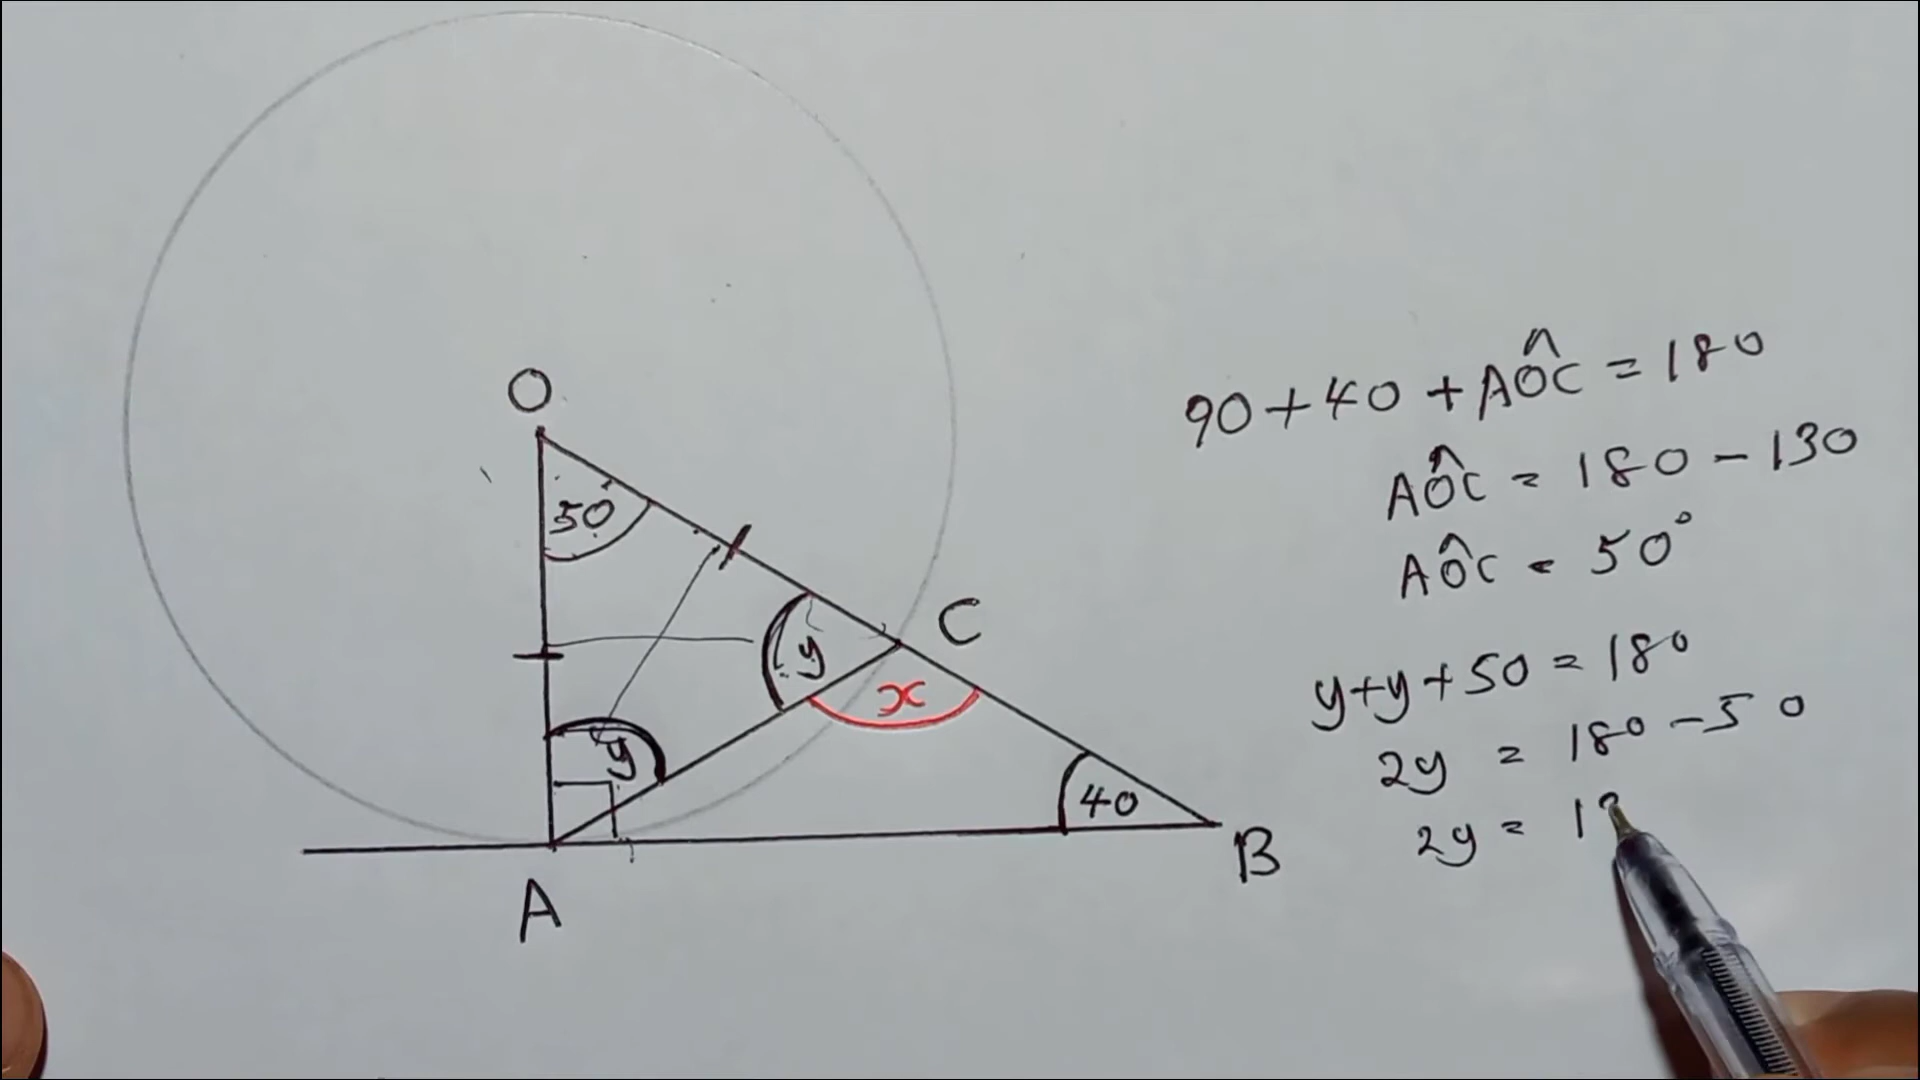 O
50°
C
y
x
y
40
B
A
90+40+AÔC = 180
AÔC = 180 - 130
AÔC = 50°
y+y+50 = 180
2y = 180 - 50
2y = 1